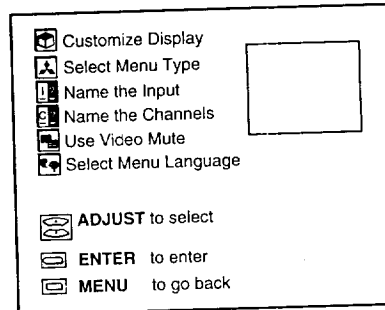 Customize Display
Select Menu Type
Name the Input
Name the Channels
Use Video Mute
Select Menu Language
ADJUST to select
ENTER to enter
MENU to go back